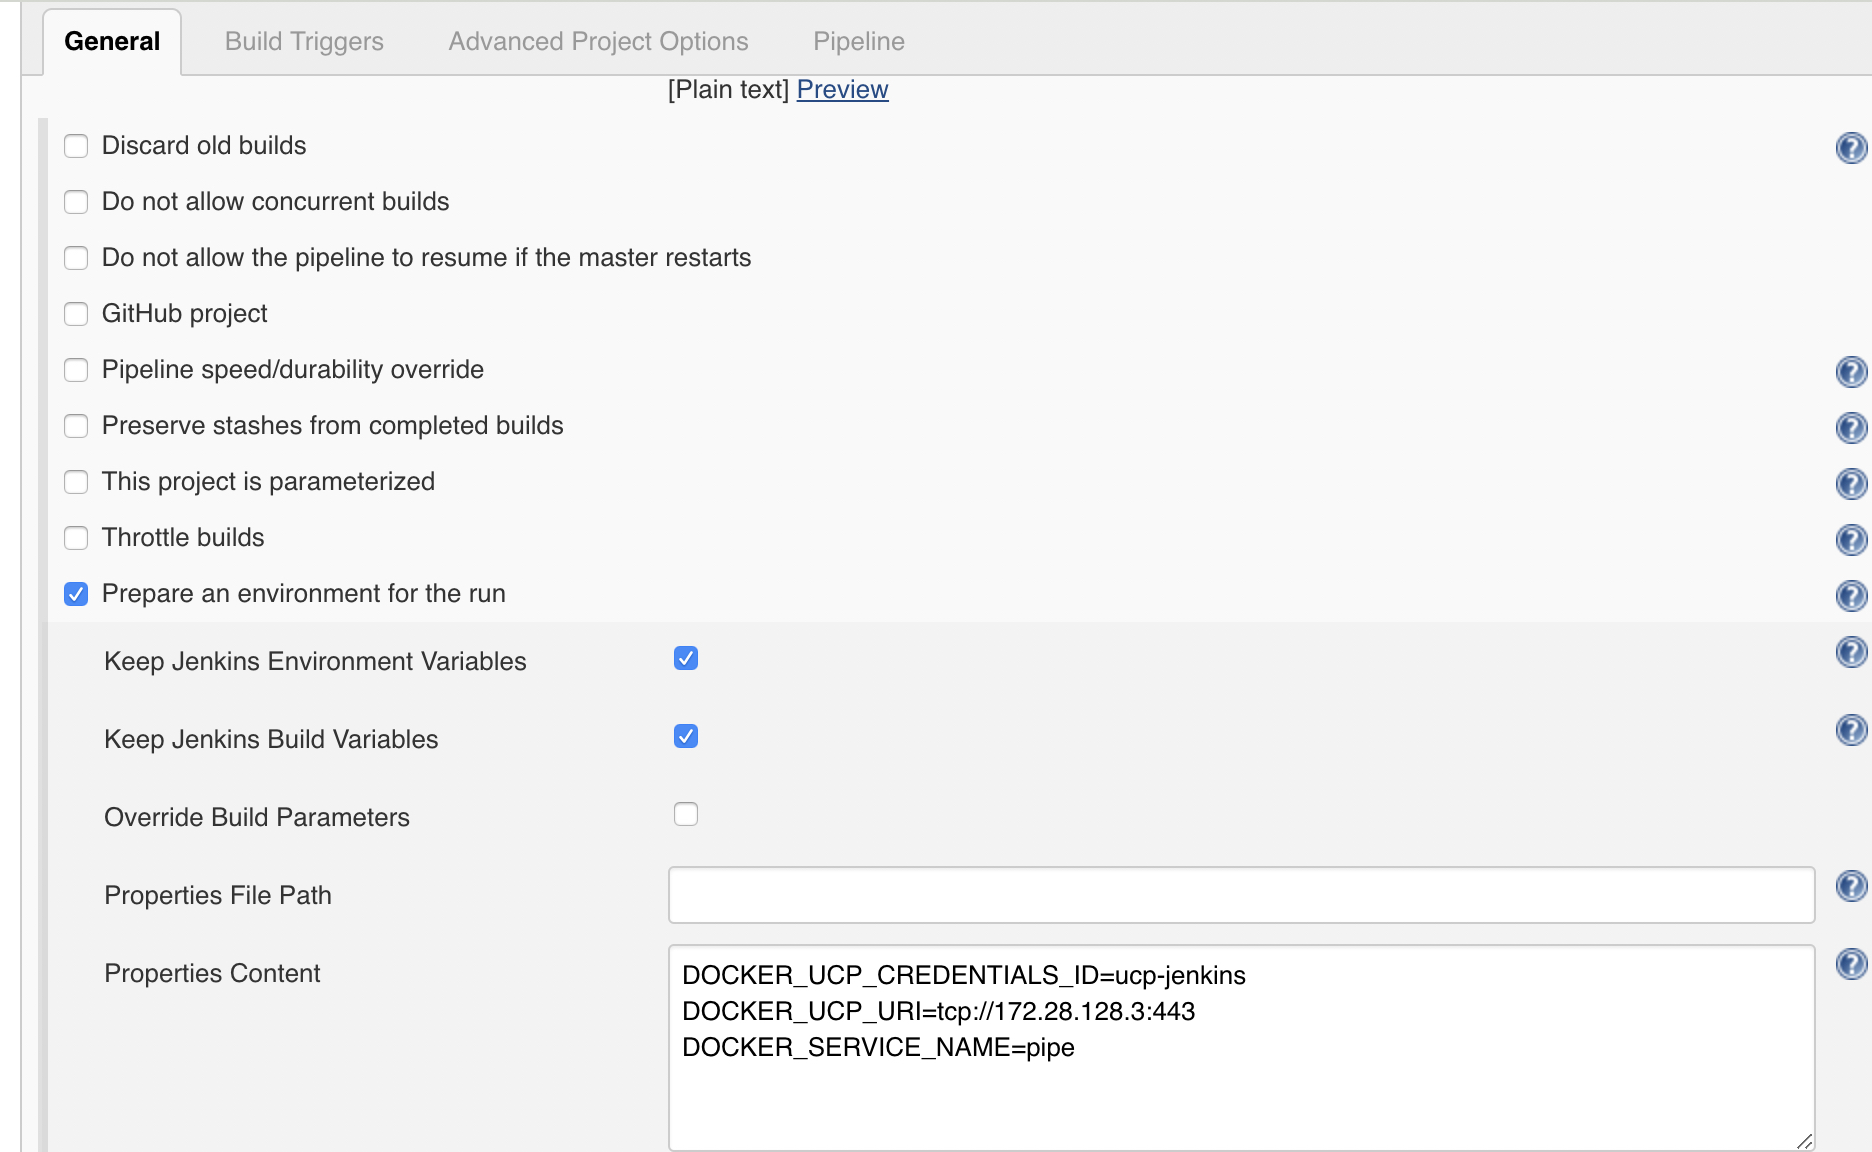 General Build Triggers Advanced Project Options Pipeline
[Plain text] Preview
Discard old builds
Do not allow concurrent builds
Do not allow the pipeline to resume if the master restarts
GitHub project
Pipeline speed/durability override
Preserve stashes from completed builds
This project is parameterized
Throttle builds
Prepare an environment for the run
Keep Jenkins Environment Variables
Keep Jenkins Build Variables
Override Build Parameters
Properties File Path
Properties Content
DOCKER_UCP_CREDENTIALS_ID=ucp-jenkins
DOCKER_UCP_URI=tcp://172.28.128.3:443
DOCKER_SERVICE_NAME=pipe